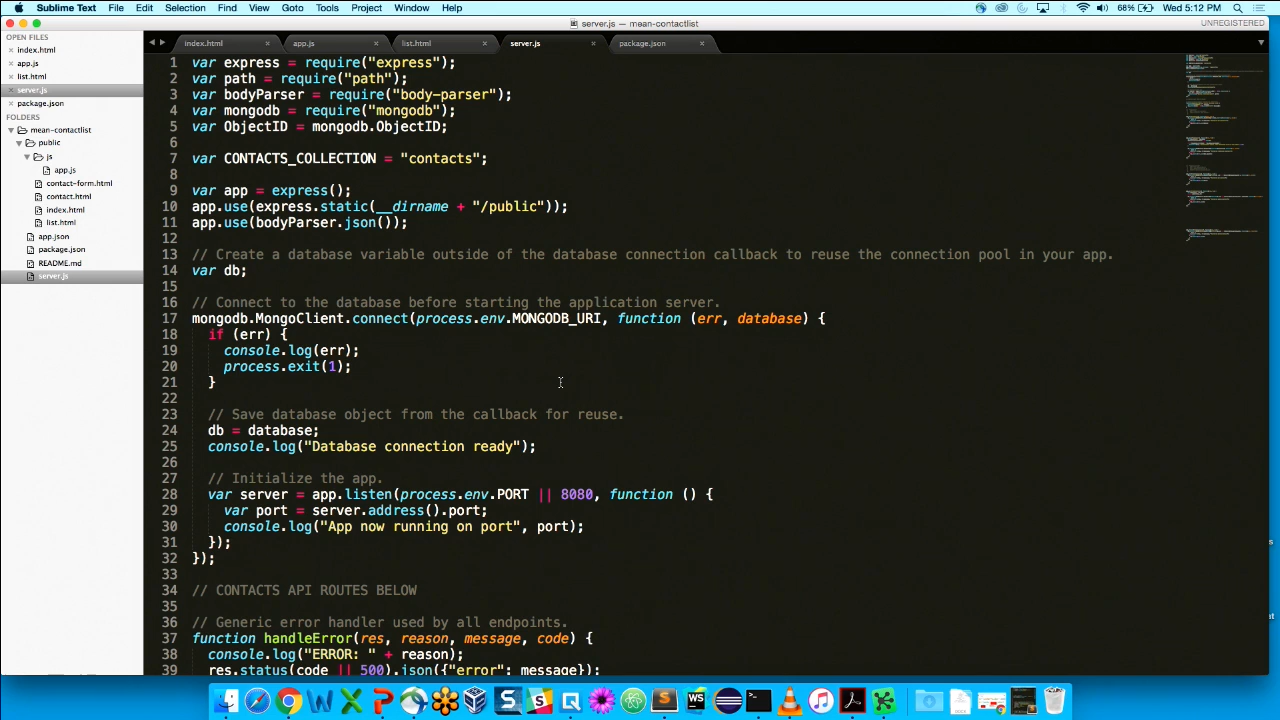 Sublime Text File Edit Selection Find View Goto Tools Project Window Help
68% Wed 5:12 PM
server.js — mean-contactlist
UNREGISTERED
OPEN FILES
index.html
app.js
list.html
server.js
package.json
FOLDERS
mean-contactlist
public
js
app.js
contact-form.html
contact.html
index.html
list.html
app.json
package.json
README.md
server.js
index.html app.js list.html server.js package.json
1 var express = require("express");
2 var path = require("path");
3 var bodyParser = require("body-parser");
4 var mongodb = require("mongodb");
5 var ObjectID = mongodb.ObjectID;
6
7 var CONTACTS_COLLECTION = "contacts";
8
9 var app = express();
10 app.use(express.static(__dirname + "/public"));
11 app.use(bodyParser.json());
12
13 // Create a database variable outside of the database connection callback to reuse the connection pool in your app.
14 var db;
15
16 // Connect to the database before starting the application server.
17 mongodb.MongoClient.connect(process.env.MONGODB_URI, function (err, database) {
18 if (err) {
19 console.log(err);
20 process.exit(1);
21 }
22
23 // Save database object from the callback for reuse.
24 db = database;
25 console.log("Database connection ready");
26
27 // Initialize the app.
28 var server = app.listen(process.env.PORT || 8080, function () {
29 var port = server.address().port;
30 console.log("App now running on port", port);
31 });
32 });
33
34 // CONTACTS API ROUTES BELOW
35
36 // Generic error handler used by all endpoints.
37 function handleError(res, reason, message, code) {
38 console.log("ERROR: " + reason);
39 res.status(code || 500).json({"error": message});